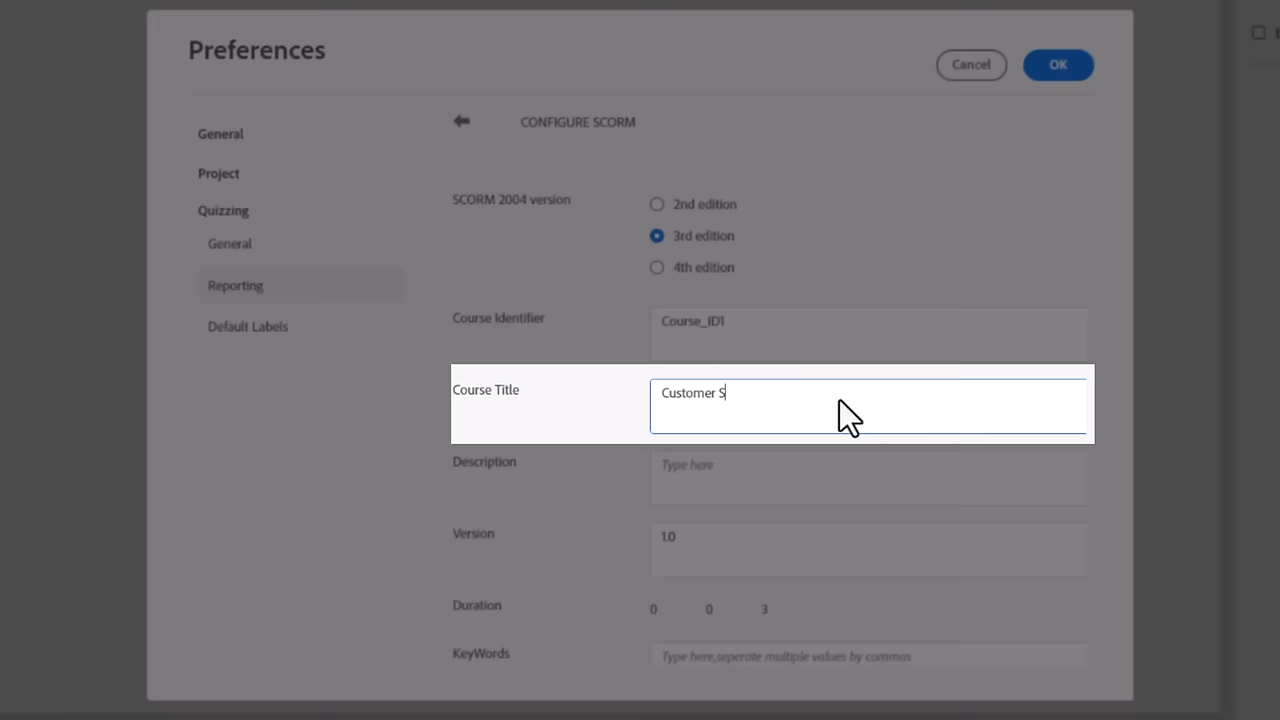 Preferences
Cancel
OK
General
Project
Quizzing
General
Reporting
Default Labels
CONFIGURE SCORM
SCORM 2004 version
2nd edition
3rd edition
4th edition
Course Identifier
Course_ID1
Course Title
Customer S
Description
Type here
Version
1.0
Duration
0 0 3
KeyWords
Type here,seperate multiple values by commas